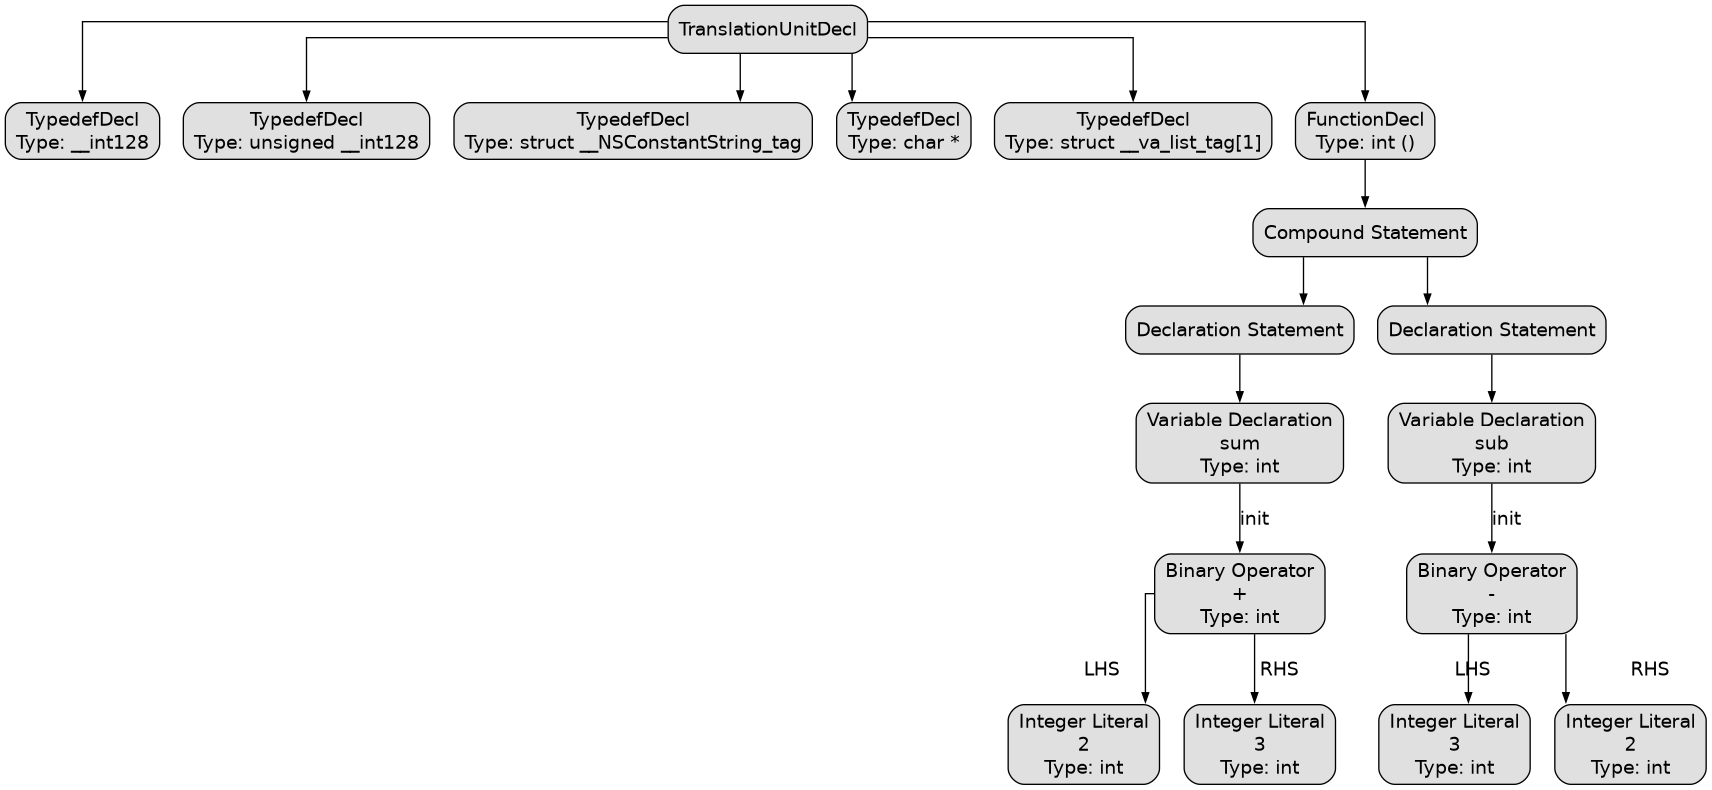 TranslationUnitDecl
TypedefDecl
Type: __int128
TypedefDecl
Type: unsigned __int128
TypedefDecl
Type: struct __NSConstantString_tag
TypedefDecl
Type: char *
TypedefDecl
Type: struct __va_list_tag[1]
FunctionDecl
Type: int ()
Compound Statement
Declaration Statement
Declaration Statement
Variable Declaration
sum
Type: int
Variable Declaration
sub
Type: int
init
init
Binary Operator
+
Type: int
Binary Operator
-
Type: int
LHS
RHS
LHS
RHS
Integer Literal
2
Type: int
Integer Literal
3
Type: int
Integer Literal
3
Type: int
Integer Literal
2
Type: int